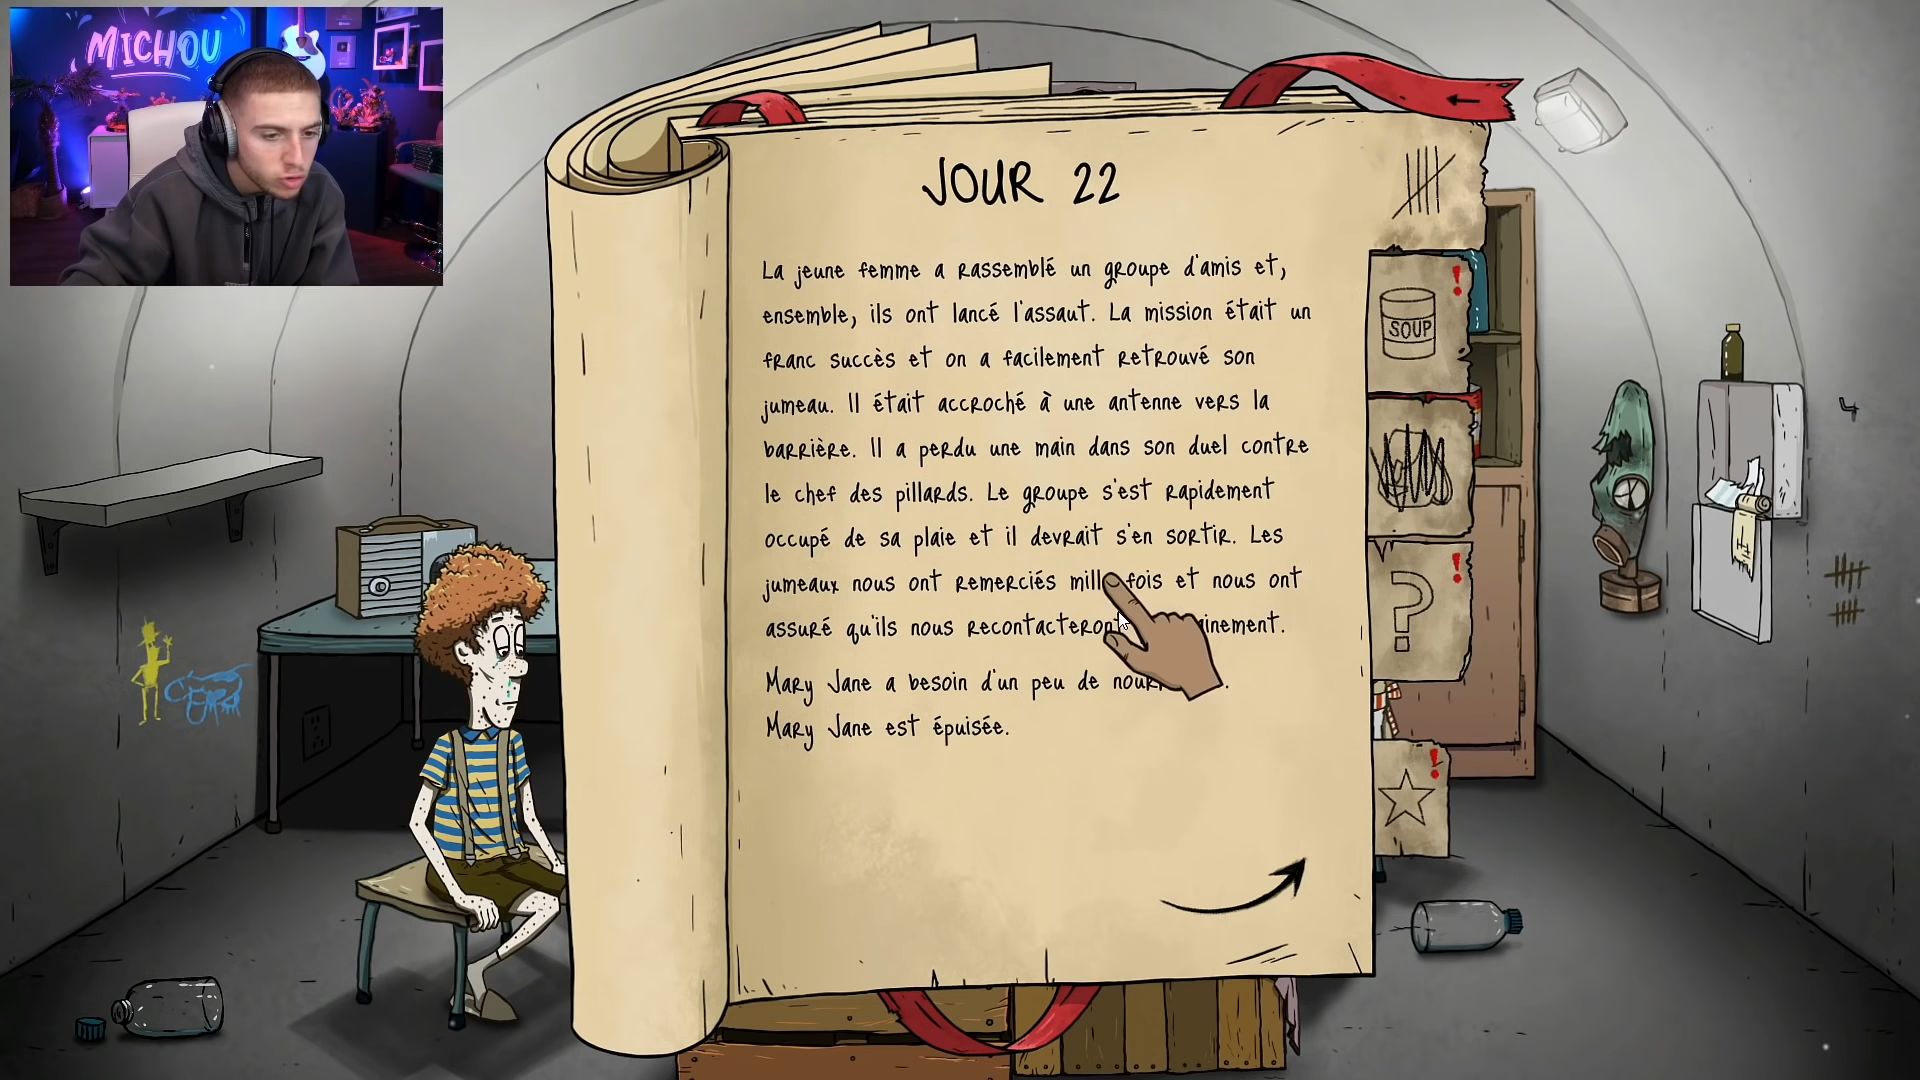 MICHOU
JOUR 22
La jeune femme a rassemblé un groupe d'amis et,
ensemble, ils ont lancé l'assaut. La mission était un
franc succès et on a facilement retrouvé son
jumeau. Il était accroché à une antenne vers la
barrière. Il a perdu une main dans son duel contre
le chef des pillards. Le groupe s'est rapidement
occupé de sa plaie et il devrait s'en sortir. Les
jumeaux nous ont remerciés fois et nous ont
assuré qu'ils nous
Mary Jane a besoin d'un peu de
Mary Jane est épuisée.
!
SOUP
!
?
!